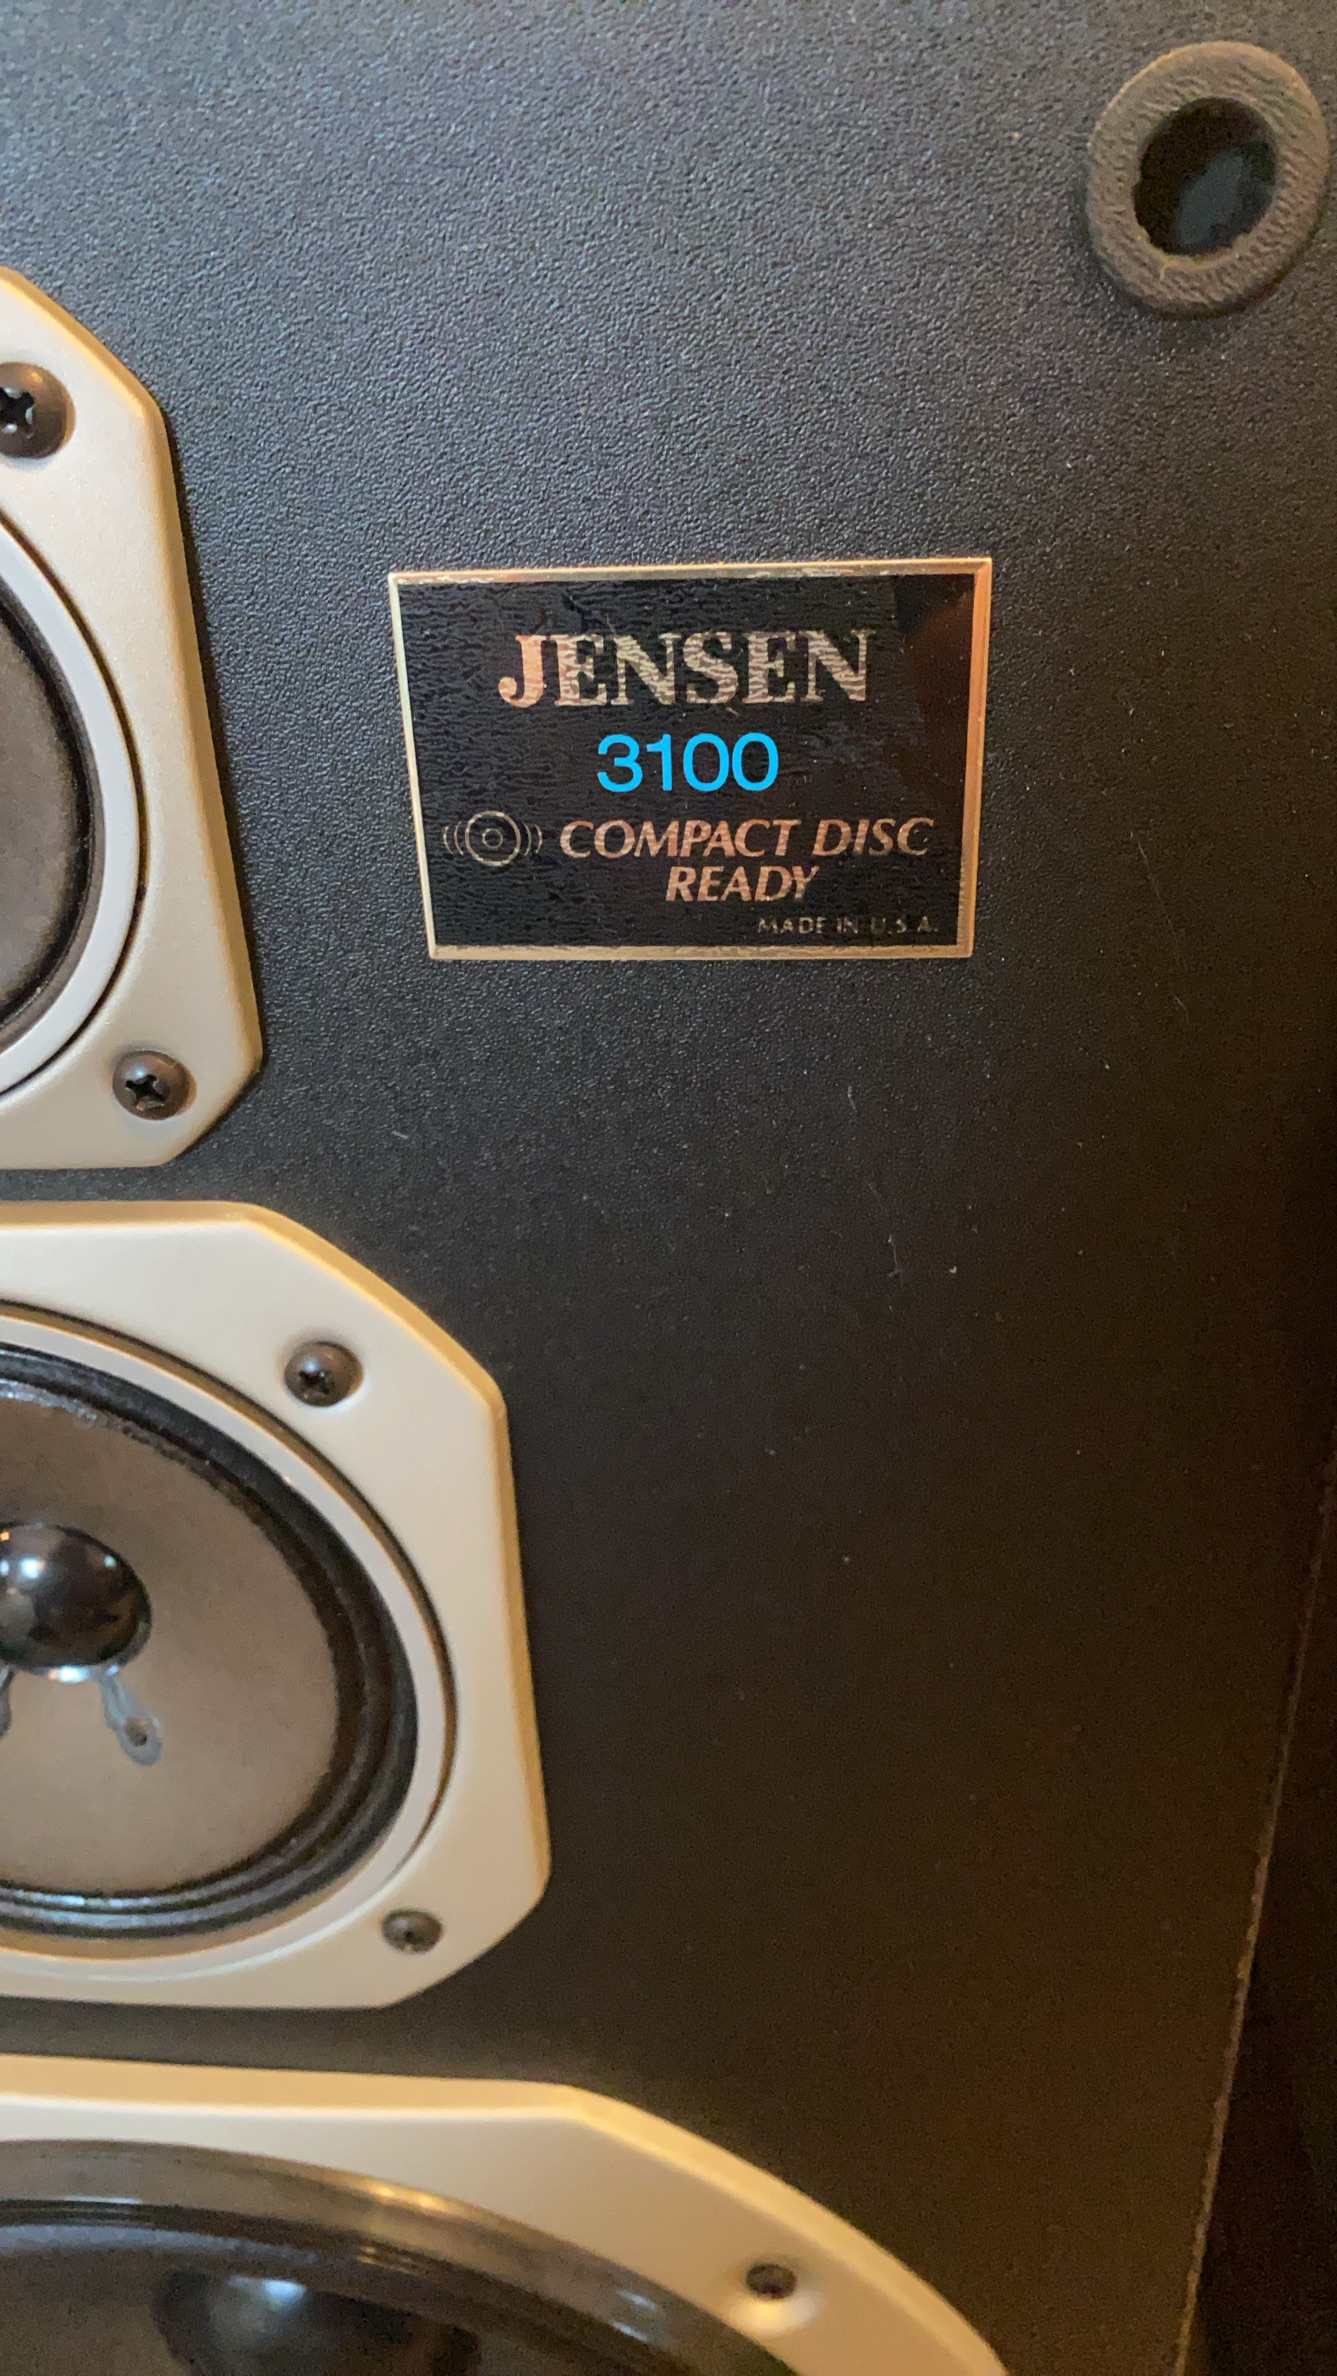 JENSEN
3100
COMPACT DISC
READY
MADE IN U.S.A.